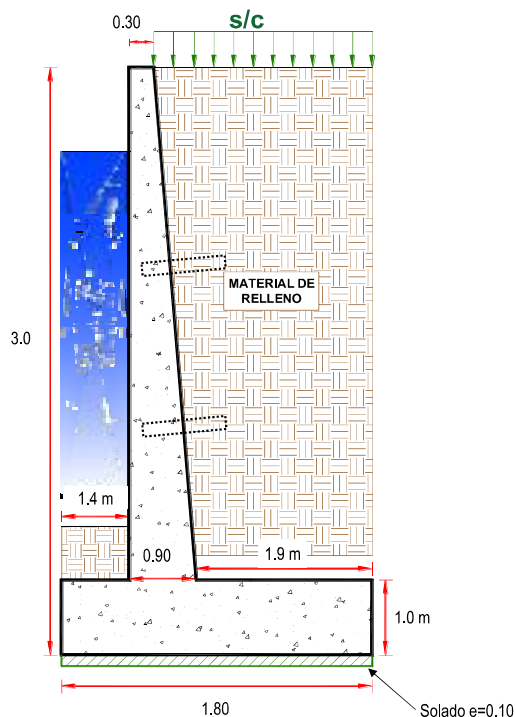 0.30
s/c
3.0
MATERIAL DE
RELLENO
1.4 m
0.90
1.9 m
1.0 m
1.80
Solado e=0.10